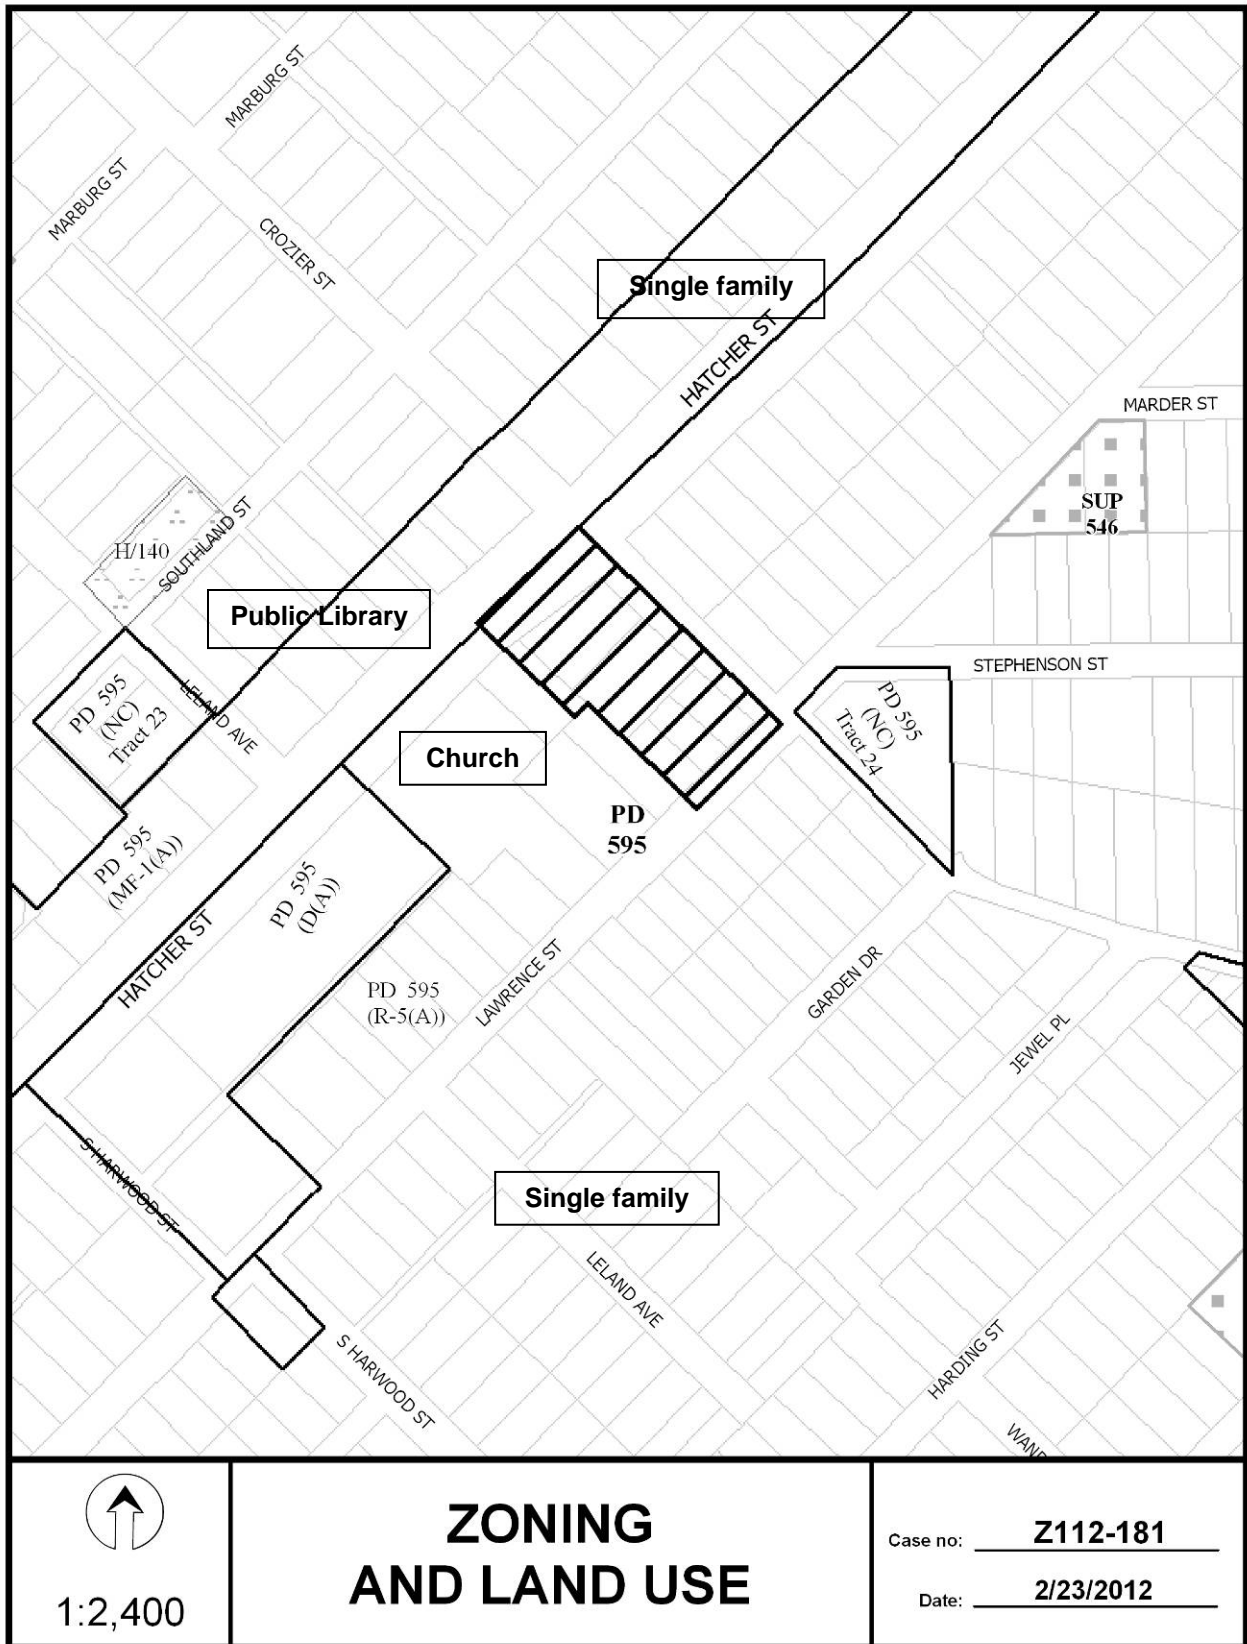 MARBURG ST
MARBURG ST
CROZIER ST
Single family
HATCHER ST
MARDER ST
SUP
546
H/140
SOUTHLAND ST
Public Library
STEPHENSON ST
PD 595
(NC)
Tract 23
LELAND AVE
PD 595
(NC)
Tract 24
Church
PD
595
PD 595
(MF-1(A))
PD 595
(D(A))
HATCHER ST
PD 595
(R-5(A))
LAWRENCE ST
GARDEN DR
JEWEL PL
S HARWOOD ST
Single family
LELAND AVE
S HARWOOD ST
HARDING ST
1:2,400
ZONING
AND LAND USE
Case no: Z112-181
Date: 2/23/2012